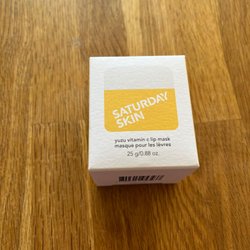 SATURDAY
SKIN
yuzu vitamin c lip mask
masque pour les lèvres
25 g/0.88 oz.